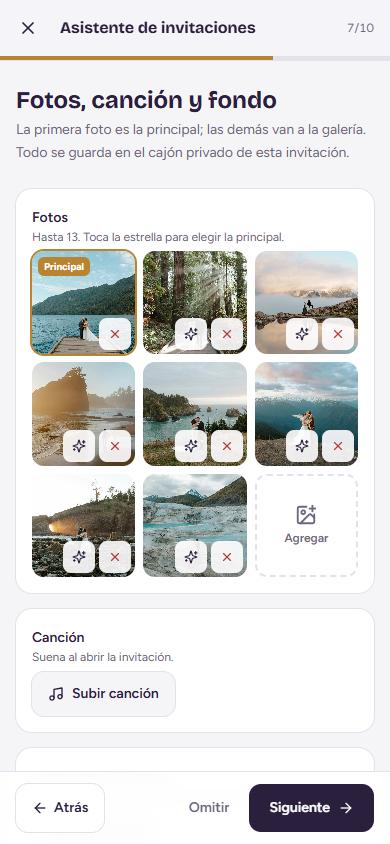 Asistente de invitaciones
7/10
Fotos, canción y fondo
La primera foto es la principal; las demás van a la galería.
Todo se guarda en el cajón privado de esta invitación.
Fotos
Hasta 13. Toca la estrella para elegir la principal.
Principal
Agregar
Canción
Suena al abrir la invitación.
Subir canción
Atrás
Omitir
Siguiente